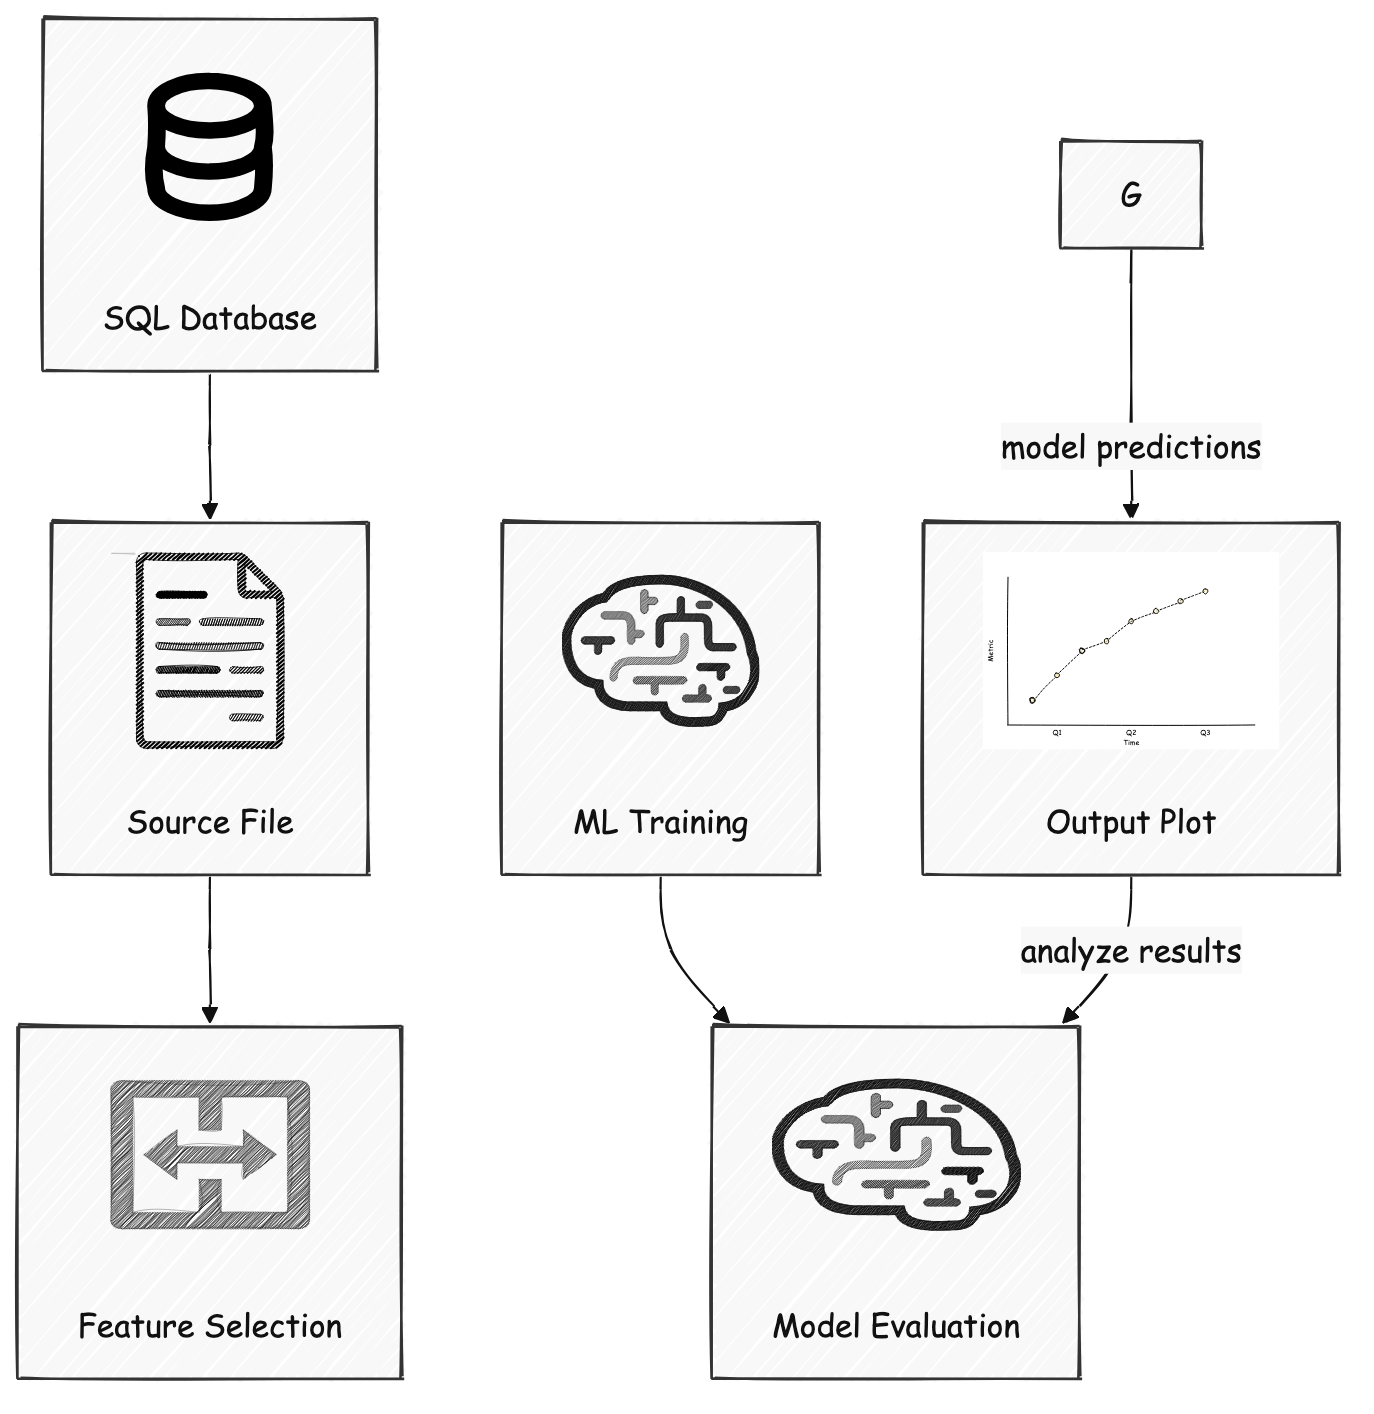 SQL Database
G
model predictions
Source File
ML Training
Metric
Q1
Q2
Q3
Time
Output Plot
analyze results
Feature Selection
Model Evaluation